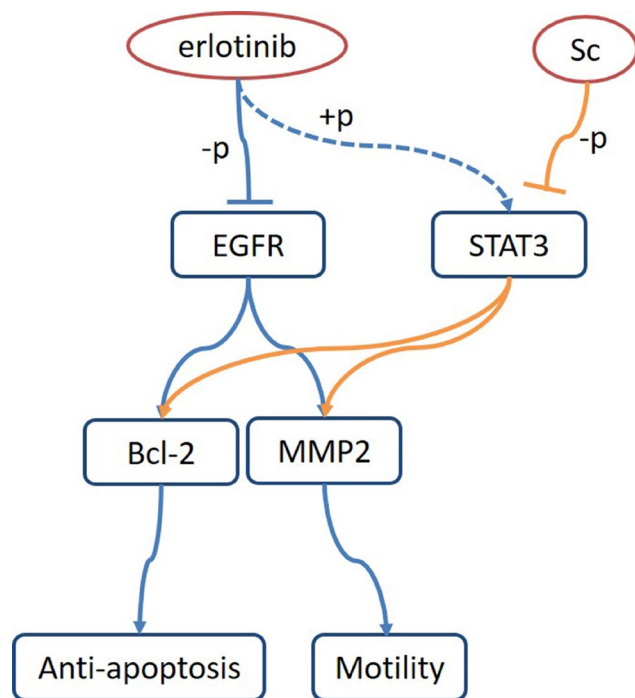 erlotinib
Sc
+p
-p
-p
EGFR
STAT3
Bcl-2
MMP2
Anti-apoptosis
Motility